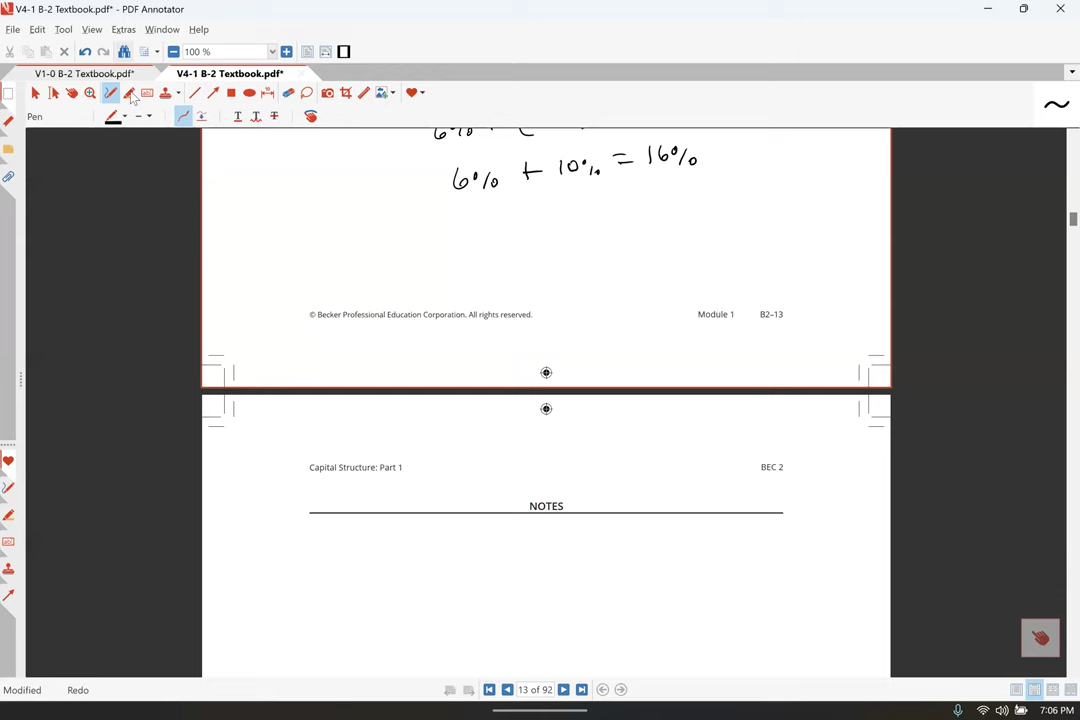 V4-1 B-2 Textbook.pdf* - PDF Annotator
File Edit Tool View Extras Window Help
100 %
V1-0 B-2 Textbook.pdf* V4-1 B-2 Textbook.pdf*
Pen
6% + 10% = 16%
© Becker Professional Education Corporation. All rights reserved. Module 1 B2–13
Capital Structure: Part 1 BEC 2
NOTES
13 of 92
Modified Redo
7:06 PM